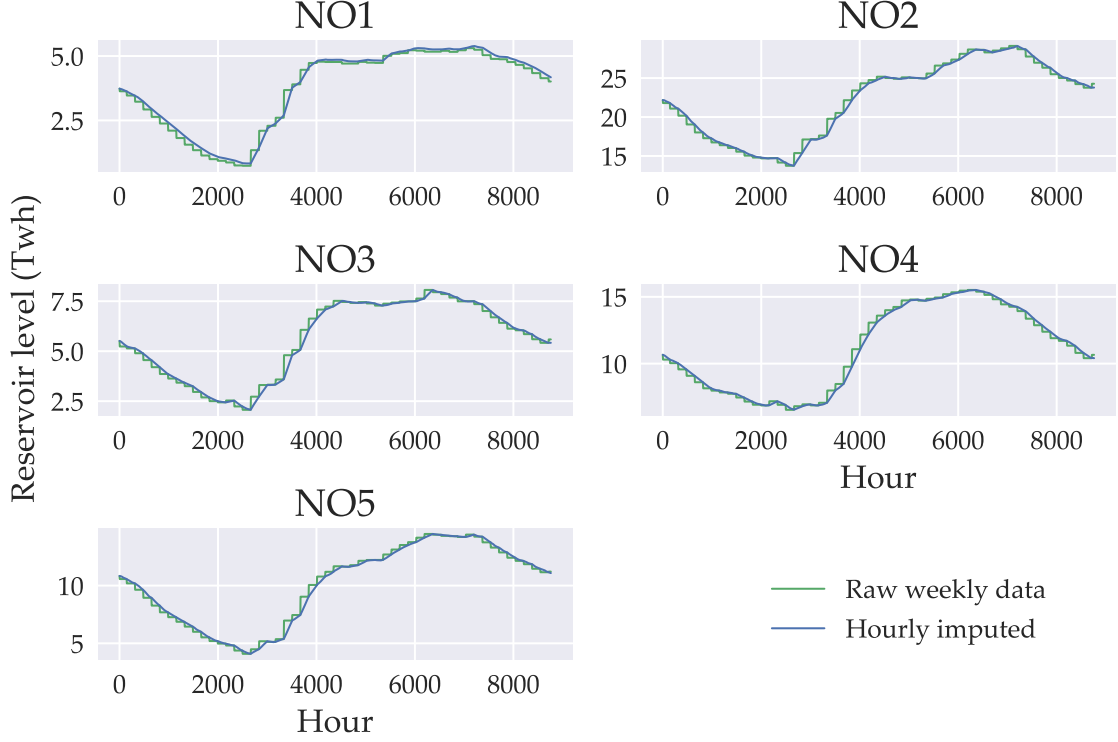 NO1
5.0
2.5
0 2000 4000 6000 8000
NO2
25
20
15
0 2000 4000 6000 8000
Reservoir level (Twh)
NO3
7.5
5.0
2.5
0 2000 4000 6000 8000
NO4
15
10
0 2000 4000 6000 8000
Hour
NO5
10
5
0 2000 4000 6000 8000
Hour
Raw weekly data
Hourly imputed